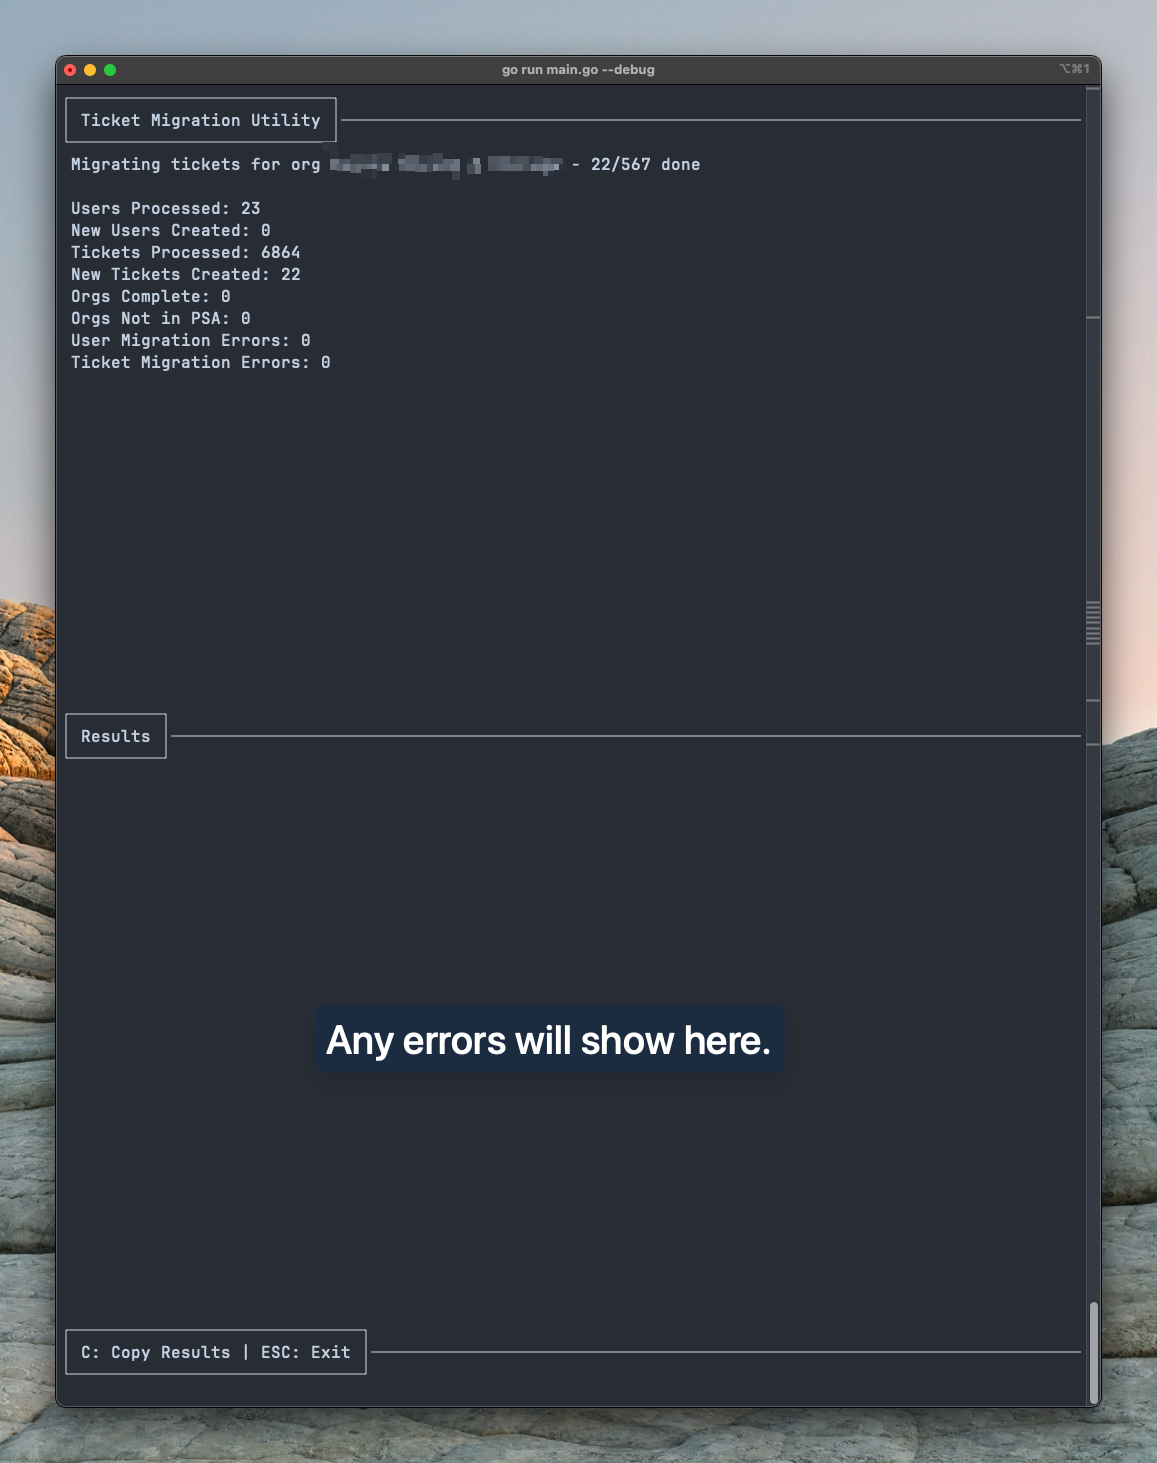 go run main.go --debug
⌥⌘1
Ticket Migration Utility
Migrating tickets for org - 22/567 done
Users Processed: 23
New Users Created: 0
Tickets Processed: 6864
New Tickets Created: 22
Orgs Complete: 0
Orgs Not in PSA: 0
User Migration Errors: 0
Ticket Migration Errors: 0
Results
Any errors will show here.
C: Copy Results | ESC: Exit